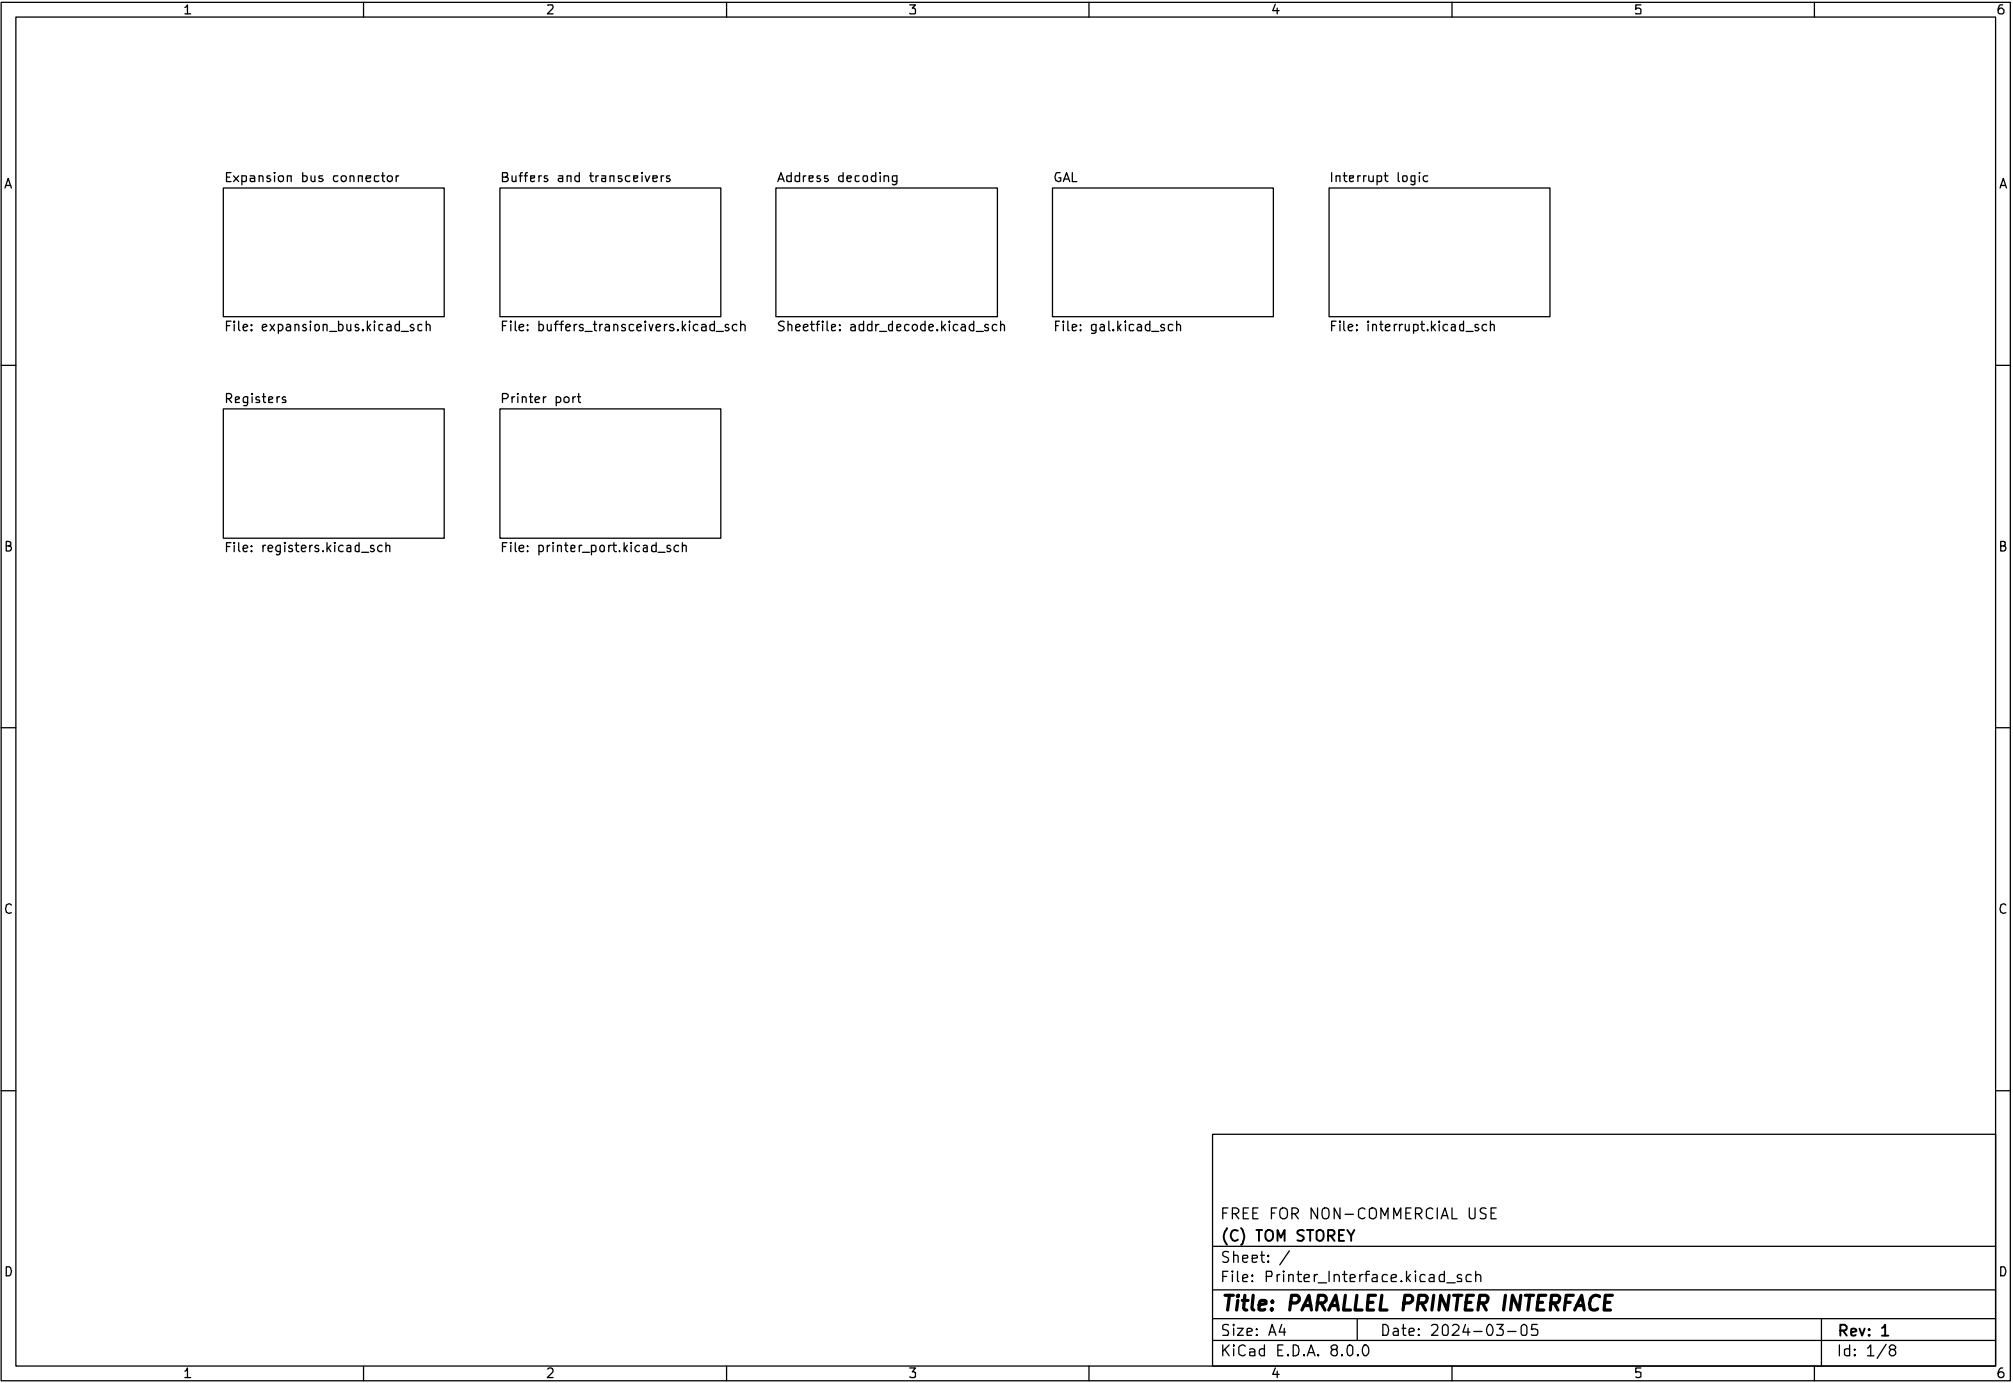 1 2 3 4 5 6
A A
Expansion bus connector
Buffers and transceivers
Address decoding
GAL
Interrupt logic
File: expansion_bus.kicad_sch
File: buffers_transceivers.kicad_sch
Sheetfile: addr_decode.kicad_sch
File: gal.kicad_sch
File: interrupt.kicad_sch
Registers
Printer port
B B
File: registers.kicad_sch
File: printer_port.kicad_sch
C C
FREE FOR NON-COMMERCIAL USE
(C) TOM STOREY
Sheet: /
D D
File: Printer_Interface.kicad_sch
Title: PARALLEL PRINTER INTERFACE
Size: A4 Date: 2024-03-05 Rev: 1
KiCad E.D.A. 8.0.0 Id: 1/8
1 2 3 4 5 6